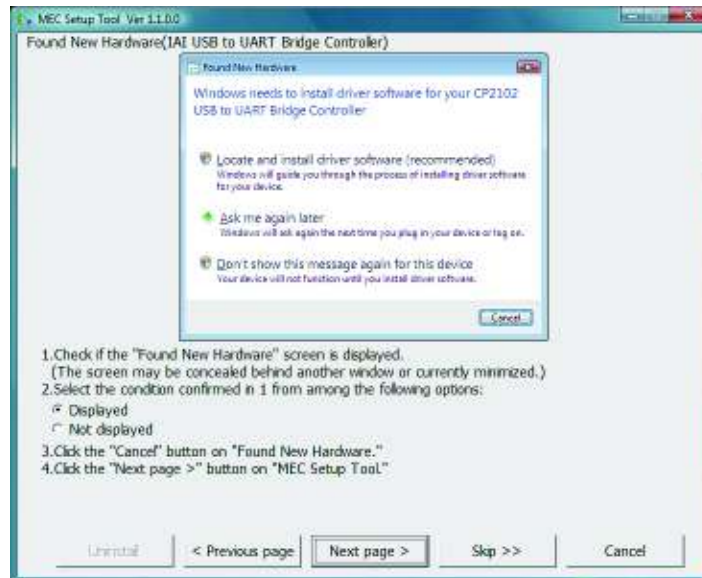 MEC Setup Tool Ver 1.1.0.0
Found New Hardware(IAI USB to UART Bridge Controller)
Found New Hardware
Windows needs to install driver software for your CP2102
USB to UART Bridge Controller
Locate and install driver software (recommended)
Windows will guide you through the process of installing driver software
for your device.
Ask me again later
Windows will ask again the next time you plug in your device or log on.
Don't show this message again for this device
Your device will not function until you install driver software.
Cancel
1.Check if the "Found New Hardware" screen is displayed.
(The screen may be concealed behind another window or currently minimized.)
2.Select the condition confirmed in 1 from among the following options:
Displayed
Not displayed
3.Click the "Cancel" button on "Found New Hardware."
4.Click the "Next page >" button on "MEC Setup Tool."
Uninstall
< Previous page
Next page >
Skip >>
Cancel